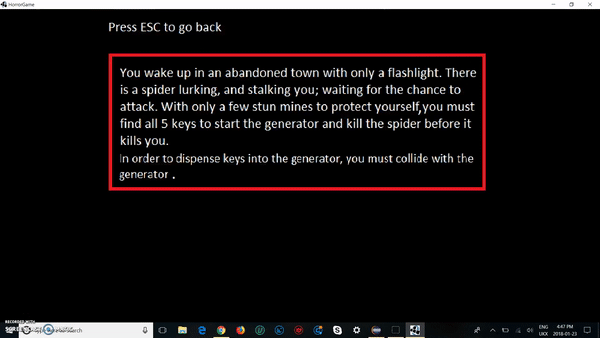 HorrorGame
Press ESC to go back
You wake up in an abandoned town with only a flashlight. There
is a spider lurking, and stalking you; waiting for the chance to
attack. With only a few stun mines to protect yourself,you must
find all 5 keys to start the generator and kill the spider before it
kills you.
In order to dispense keys into the generator, you must collide with the
generator .
RECORDED WITH
search
4:47 PM
ENG
UKX
2018-01-23